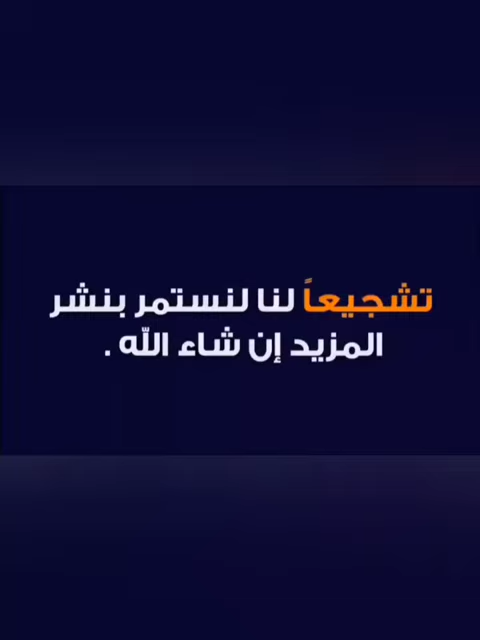 تشجيعاً لنا لنستمر بنشر
المزيد إن شاء الله .